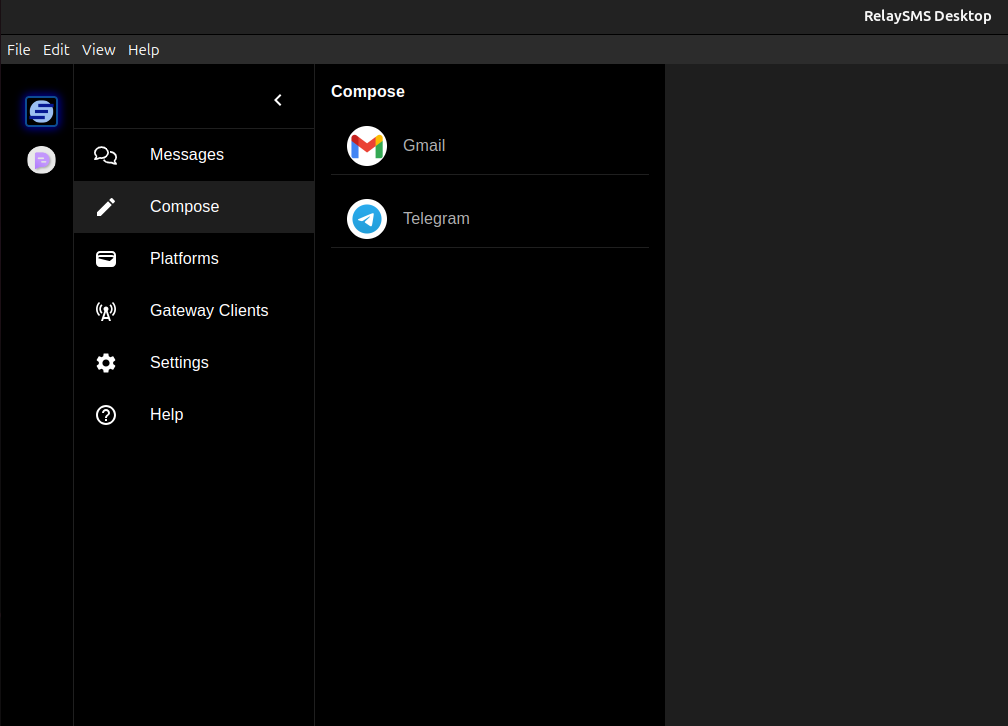 RelaySMS Desktop
File Edit View Help
Messages
Compose
Platforms
Gateway Clients
Settings
Help
Compose
Gmail
Telegram